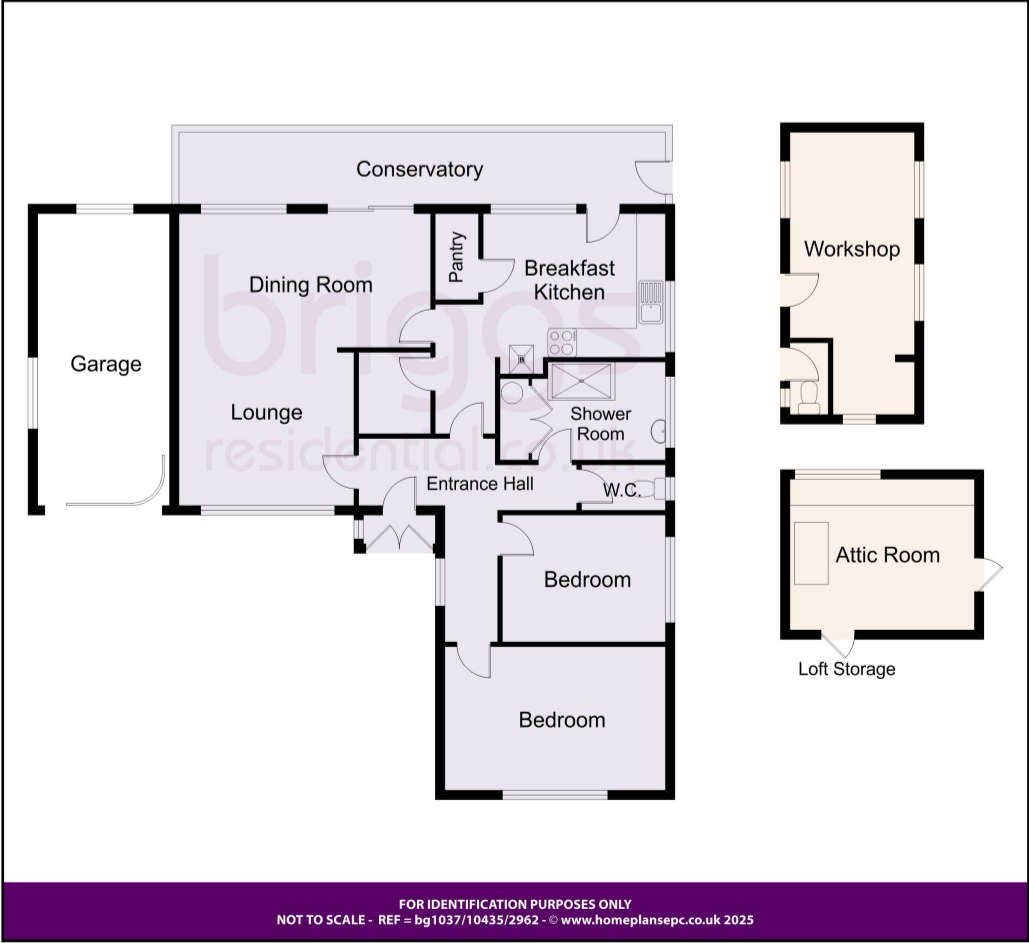 Conservatory
Dining Room
Pantry
Breakfast
Kitchen
Workshop
Garage
Lounge
B
Shower
Room
Entrance Hall
W.C.
Bedroom
Attic Room
Loft Storage
Bedroom
briggs
residential.co.uk
FOR IDENTIFICATION PURPOSES ONLY
NOT TO SCALE - REF = bg1037/10435/2962 - © www.homeplansepc.co.uk 2025